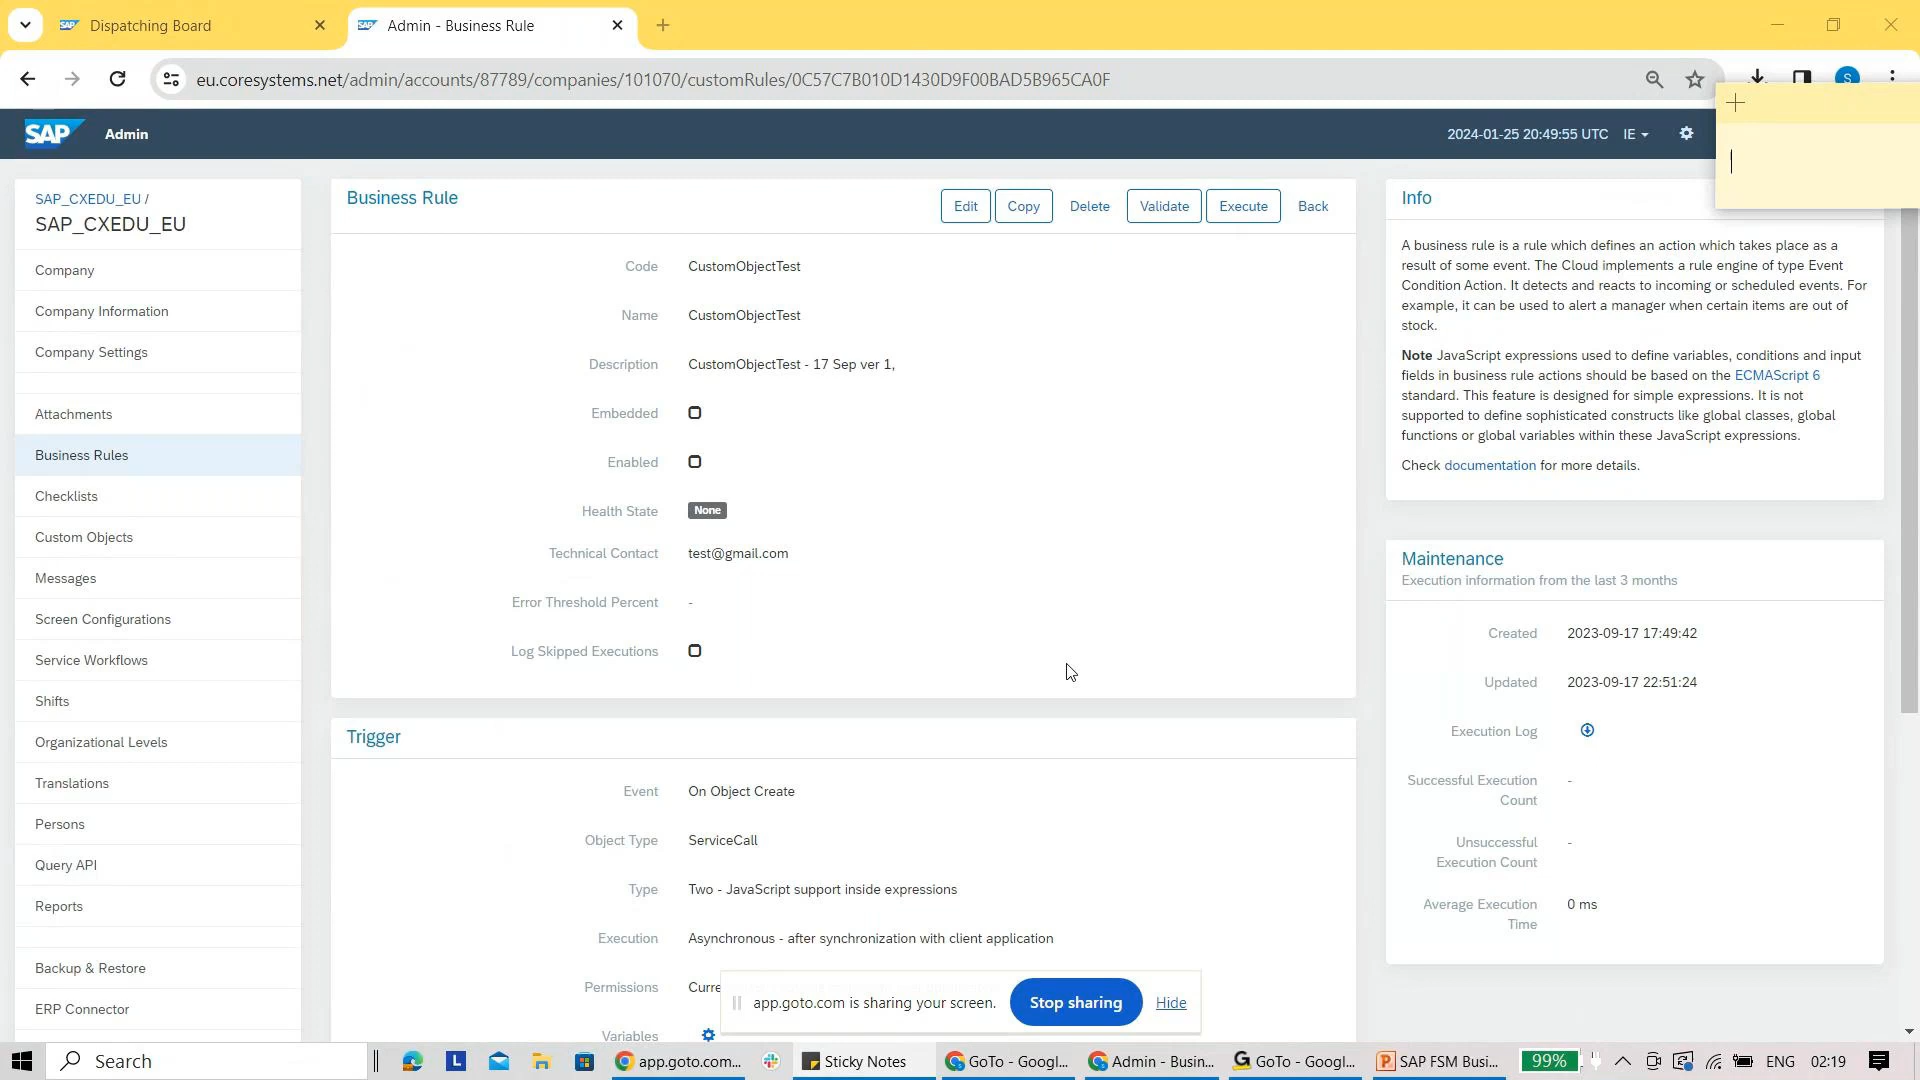 Dispatching Board
Admin - Business Rule
eu.coresystems.net/admin/accounts/87789/companies/101070/customRules/0C57C7B010D1430D9F00BAD5B965CA0F
S
SAP
Admin
2024-01-25 20:49:55 UTC
IE
SAP_CXEDU_EU /
SAP_CXEDU_EU
Company
Company Information
Company Settings
Attachments
Business Rules
Checklists
Custom Objects
Messages
Screen Configurations
Service Workflows
Shifts
Organizational Levels
Translations
Persons
Query API
Reports
Backup & Restore
ERP Connector
Business Rule
Edit
Copy
Delete
Validate
Execute
Back
Code CustomObjectTest
Name CustomObjectTest
Description CustomObjectTest - 17 Sep ver 1,
Embedded
Enabled
Health State None
Technical Contact test@gmail.com
Error Threshold Percent -
Log Skipped Executions
Trigger
Event On Object Create
Object Type ServiceCall
Type Two - JavaScript support inside expressions
Execution Asynchronous - after synchronization with client application
Permissions Curre
Variables
Info
A business rule is a rule which defines an action which takes place as a
result of some event. The Cloud implements a rule engine of type Event
Condition Action. It detects and reacts to incoming or scheduled events. For
example, it can be used to alert a manager when certain items are out of
stock.
Note JavaScript expressions used to define variables, conditions and input
fields in business rule actions should be based on the ECMAScript 6
standard. This feature is designed for simple expressions. It is not
supported to define sophisticated constructs like global classes, global
functions or global variables within these JavaScript expressions.
Check documentation for more details.
Maintenance
Execution information from the last 3 months
Created 2023-09-17 17:49:42
Updated 2023-09-17 22:51:24
Execution Log
Successful Execution
Count
-
Unsuccessful
Execution Count
-
Average Execution
Time
0 ms
app.goto.com is sharing your screen.
Stop sharing
Hide
Search
app.goto.com...
Sticky Notes
GoTo - Googl...
Admin - Busin...
GoTo - Googl...
SAP FSM Busi...
99%
ENG
02:19